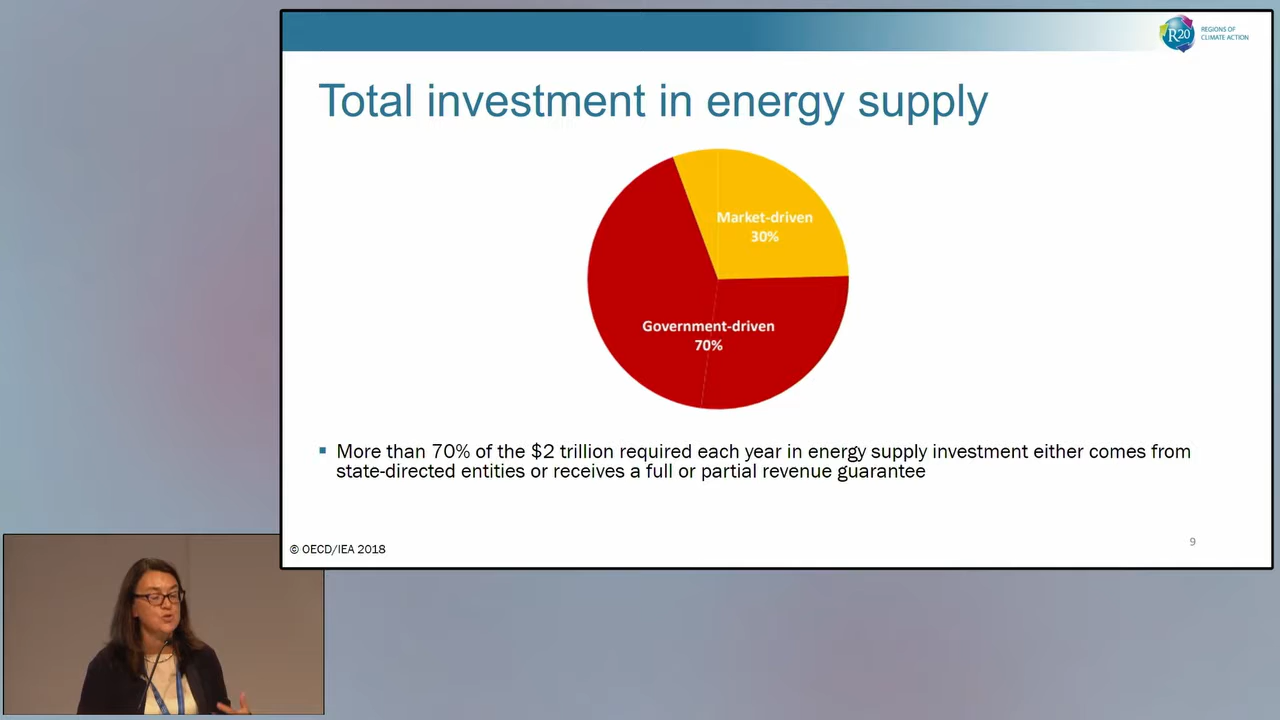 R20
REGIONS OF
CLIMATE ACTION
Total investment in energy supply
Market-driven
30%
Government-driven
70%
More than 70% of the $2 trillion required each year in energy supply investment either comes from
state-directed entities or receives a full or partial revenue guarantee
© OECD/IEA 2018
9